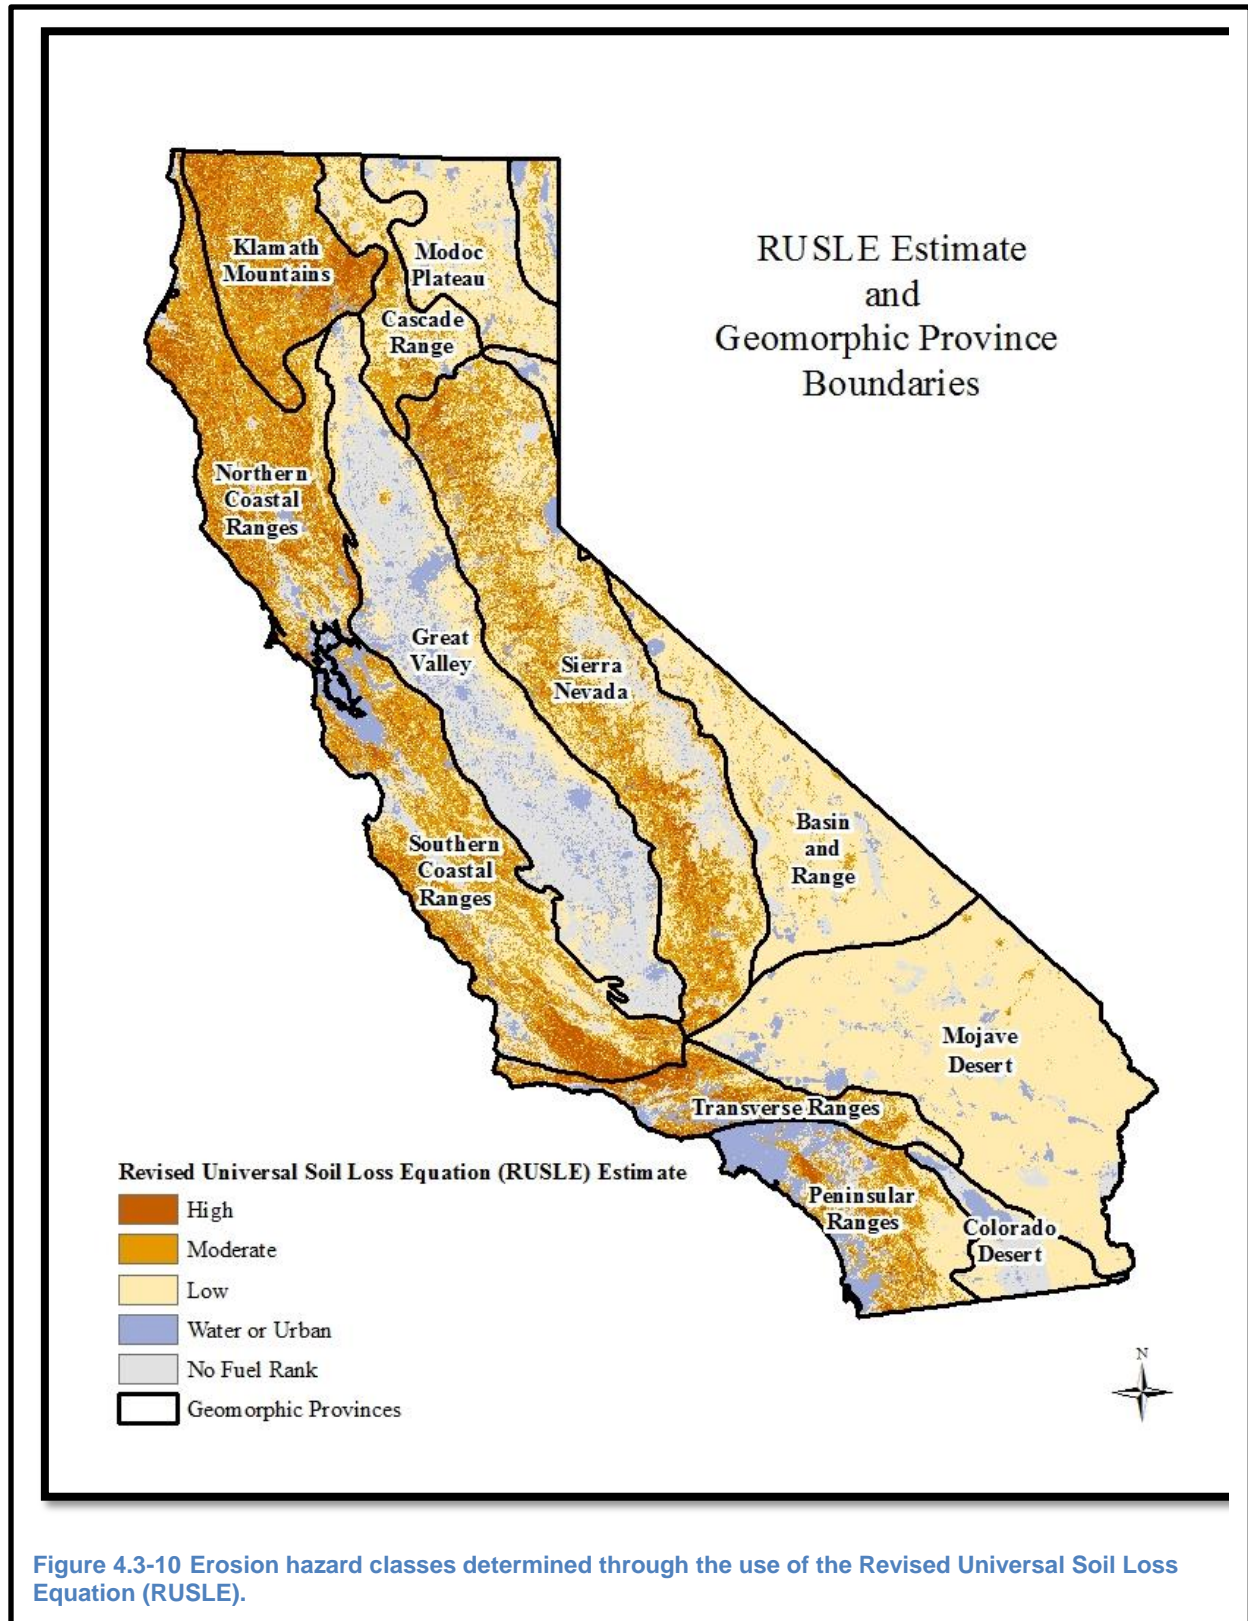 RUSLE Estimate
and
Geomorphic Province
Boundaries
Klamath
Mountains
Modoc
Plateau
Cascade
Range
Northern
Coastal
Ranges
Great
Valley
Sierra
Nevada
Basin
and
Range
Southern
Coastal
Ranges
Mojave
Desert
Transverse Ranges
Peninsular
Ranges
Colorado
Desert
Revised Universal Soil Loss Equation (RUSLE) Estimate
High
Moderate
Low
Water or Urban
No Fuel Rank
Geomorphic Provinces
N
Figure 4.3-10 Erosion hazard classes determined through the use of the Revised Universal Soil Loss
Equation (RUSLE).